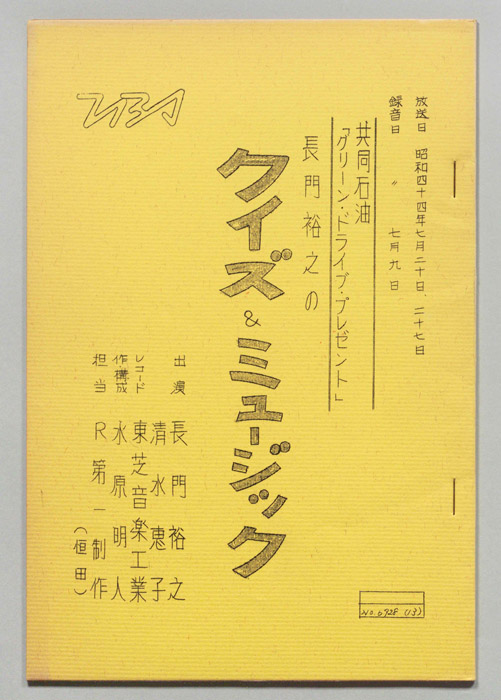 放送日 昭和四十四年七月二十日、二十七日
録音日 〃 七月九日
共同石油
「グリーン・ドライブ・プレゼント」
長門裕之の
クイズ & ミュージック
出演 長門裕之
清水恵子
レコード 東芝音楽工業
作・構成 水原明人
担当 R第一制作
(恒田)
NO.6928 (13)